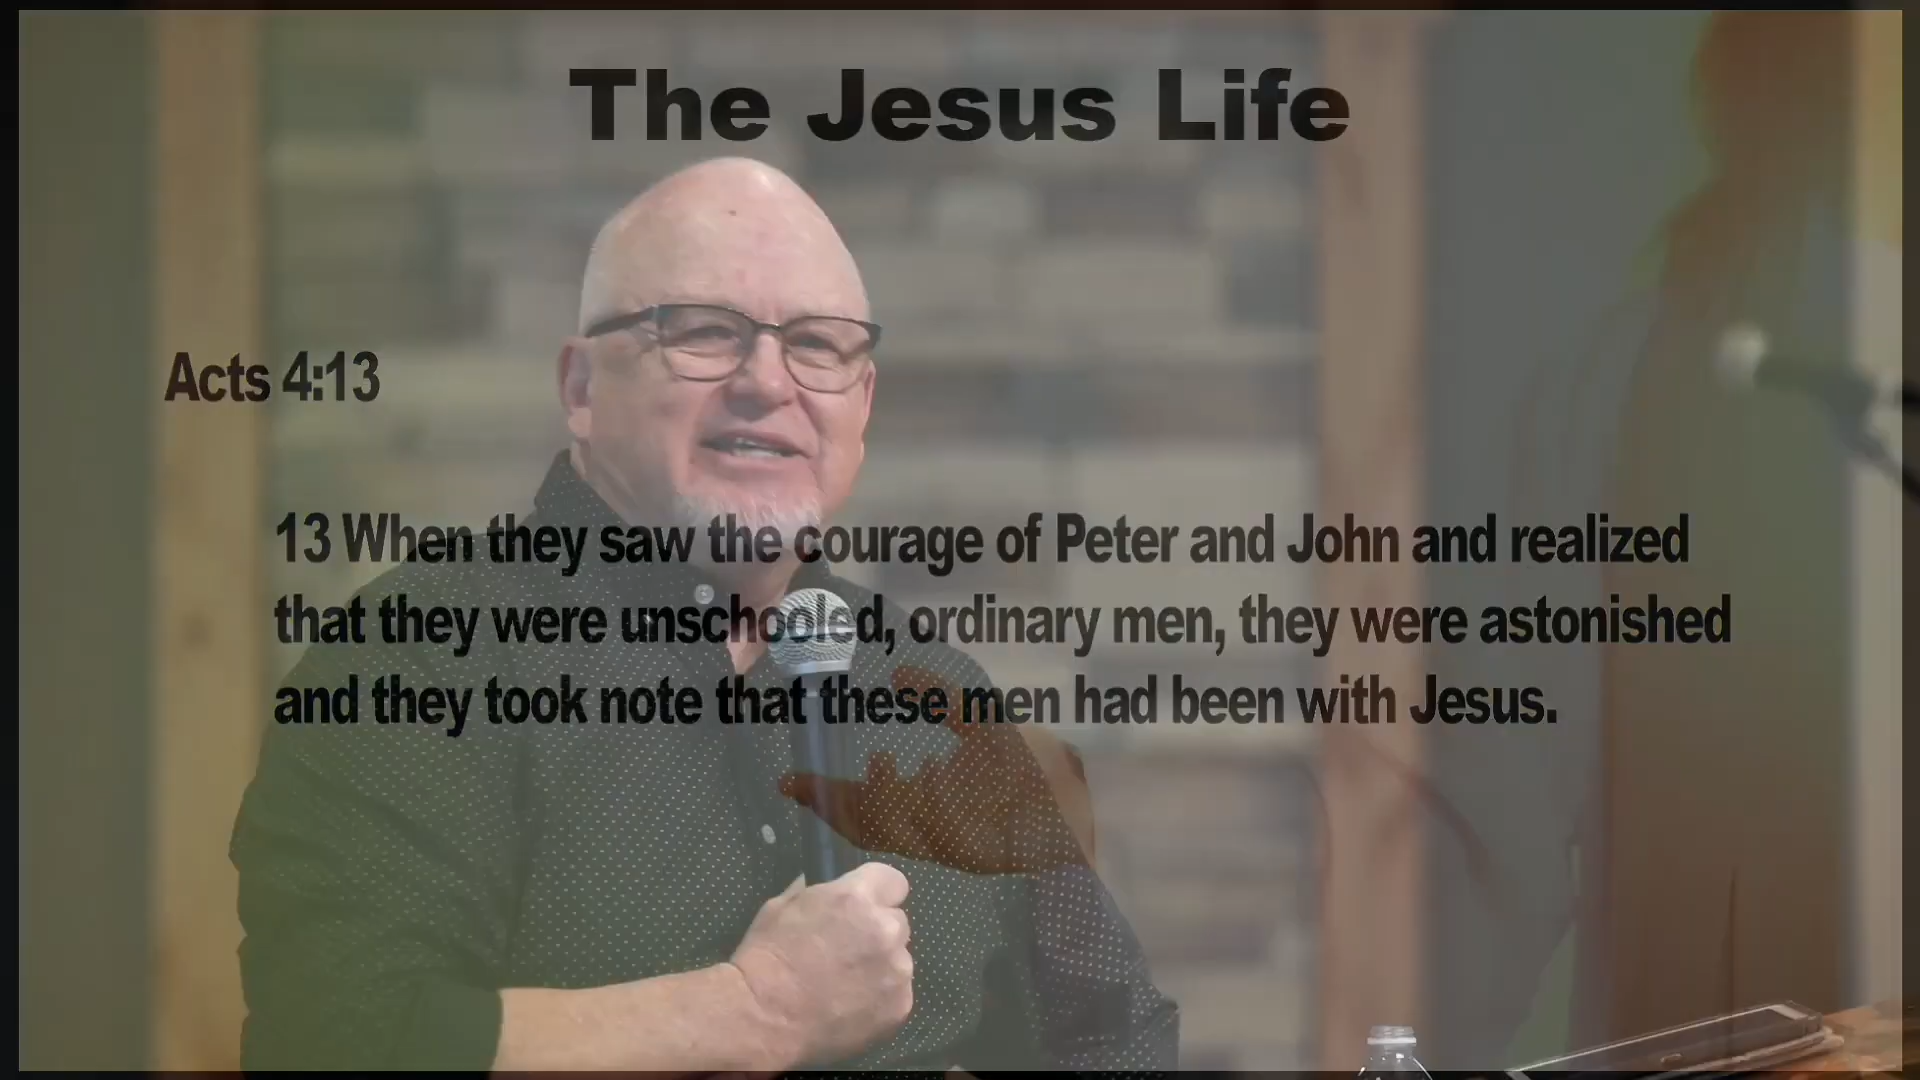 The Jesus Life
Acts 4:13
13 When they saw the courage of Peter and John and realized
that they were unschooled, ordinary men, they were astonished
and they took note that these men had been with Jesus.